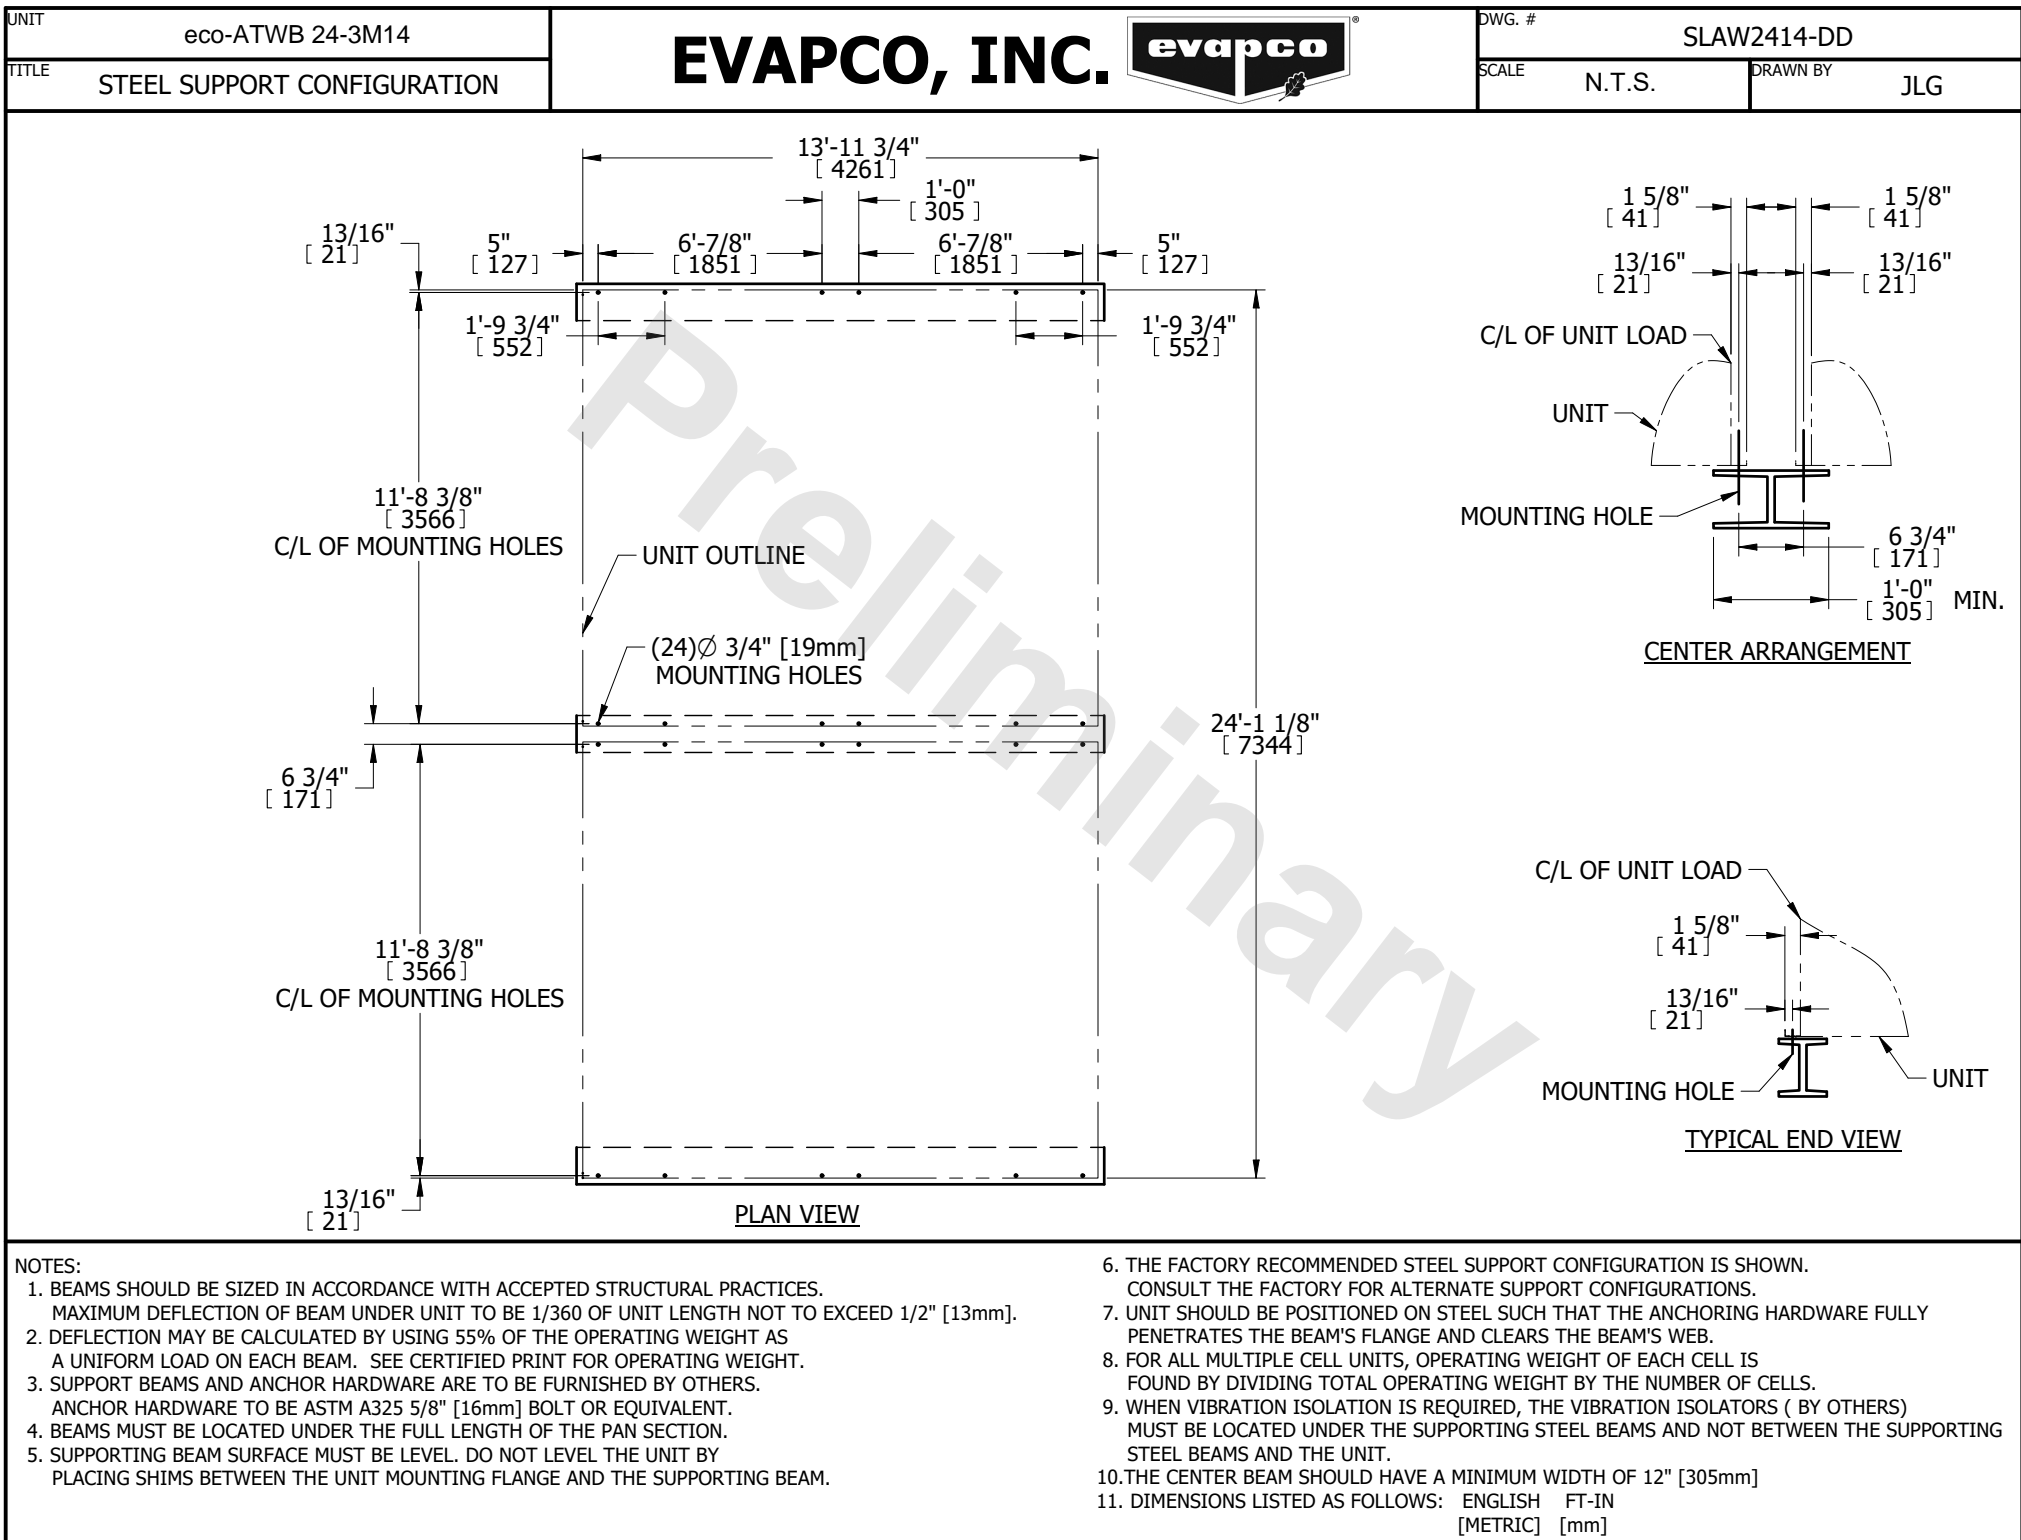 UNIT
eco-ATWB 24-3M14
TITLE
STEEL SUPPORT CONFIGURATION
EVAPCO, INC.
evapco
®
DWG. #
SLAW2414-DD
SCALE
N.T.S.
DRAWN BY
JLG
13'-11 3/4"
[ 4261]
1'-0"
[ 305 ]
13/16"
[ 21]
5"
[ 127]
6'-7/8"
[ 1851 ]
6'-7/8"
[ 1851 ]
5"
[ 127]
1'-9 3/4"
[ 552]
1'-9 3/4"
[ 552]
11'-8 3/8"
[ 3566]
C/L OF MOUNTING HOLES
UNIT OUTLINE
(24)∅ 3/4" [19mm]
MOUNTING HOLES
24'-1 1/8"
[ 7344]
6 3/4"
[ 171]
11'-8 3/8"
[ 3566]
C/L OF MOUNTING HOLES
13/16"
[ 21]
PLAN VIEW
Preliminary
1 5/8"
[ 41]
1 5/8"
[ 41]
13/16"
[ 21]
13/16"
[ 21]
C/L OF UNIT LOAD
UNIT
MOUNTING HOLE
6 3/4"
[ 171]
1'-0"
[ 305] MIN.
CENTER ARRANGEMENT
C/L OF UNIT LOAD
1 5/8"
[ 41]
13/16"
[ 21]
MOUNTING HOLE
UNIT
TYPICAL END VIEW
NOTES:
1. BEAMS SHOULD BE SIZED IN ACCORDANCE WITH ACCEPTED STRUCTURAL PRACTICES.
MAXIMUM DEFLECTION OF BEAM UNDER UNIT TO BE 1/360 OF UNIT LENGTH NOT TO EXCEED 1/2" [13mm].
2. DEFLECTION MAY BE CALCULATED BY USING 55% OF THE OPERATING WEIGHT AS
A UNIFORM LOAD ON EACH BEAM. SEE CERTIFIED PRINT FOR OPERATING WEIGHT.
3. SUPPORT BEAMS AND ANCHOR HARDWARE ARE TO BE FURNISHED BY OTHERS.
ANCHOR HARDWARE TO BE ASTM A325 5/8" [16mm] BOLT OR EQUIVALENT.
4. BEAMS MUST BE LOCATED UNDER THE FULL LENGTH OF THE PAN SECTION.
5. SUPPORTING BEAM SURFACE MUST BE LEVEL. DO NOT LEVEL THE UNIT BY
PLACING SHIMS BETWEEN THE UNIT MOUNTING FLANGE AND THE SUPPORTING BEAM.
6. THE FACTORY RECOMMENDED STEEL SUPPORT CONFIGURATION IS SHOWN.
CONSULT THE FACTORY FOR ALTERNATE SUPPORT CONFIGURATIONS.
7. UNIT SHOULD BE POSITIONED ON STEEL SUCH THAT THE ANCHORING HARDWARE FULLY
PENETRATES THE BEAM'S FLANGE AND CLEARS THE BEAM'S WEB.
8. FOR ALL MULTIPLE CELL UNITS, OPERATING WEIGHT OF EACH CELL IS
FOUND BY DIVIDING TOTAL OPERATING WEIGHT BY THE NUMBER OF CELLS.
9. WHEN VIBRATION ISOLATION IS REQUIRED, THE VIBRATION ISOLATORS ( BY OTHERS)
MUST BE LOCATED UNDER THE SUPPORTING STEEL BEAMS AND NOT BETWEEN THE SUPPORTING
STEEL BEAMS AND THE UNIT.
10.THE CENTER BEAM SHOULD HAVE A MINIMUM WIDTH OF 12" [305mm]
11. DIMENSIONS LISTED AS FOLLOWS: ENGLISH FT-IN
[METRIC] [mm]